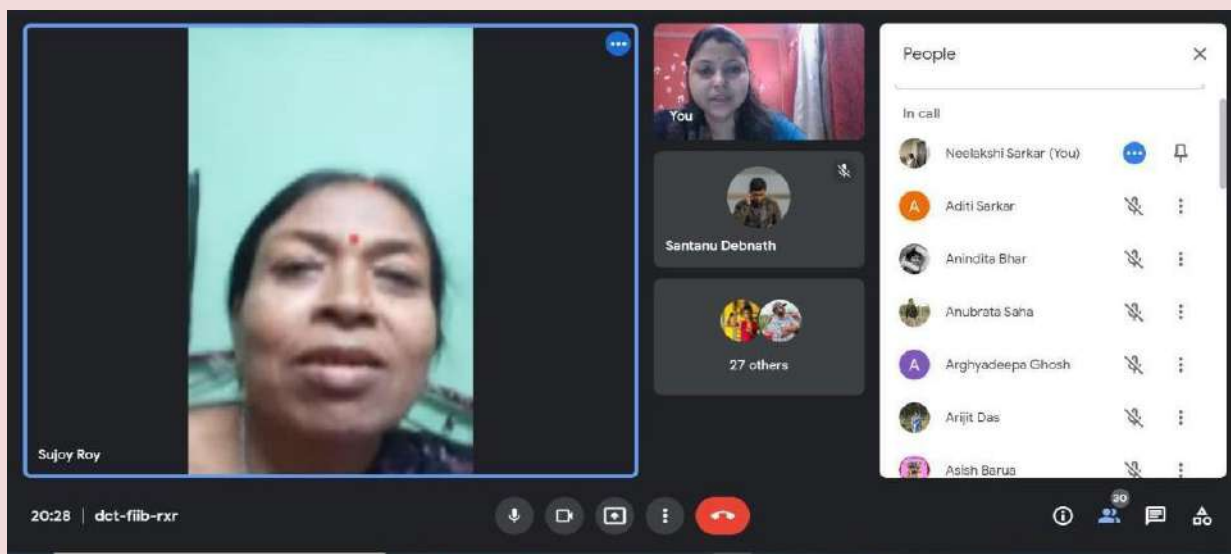 You
Santanu Debnath
27 others
Sujoy Roy
People
In call
Neelakshi Sarkar (You)
A Aditi Sarkar
Anindita Bhar
Anubrata Saha
A Arghyadeepa Ghosh
Arijit Das
Asish Barua
20:28 | dct-fiib-rxr
30